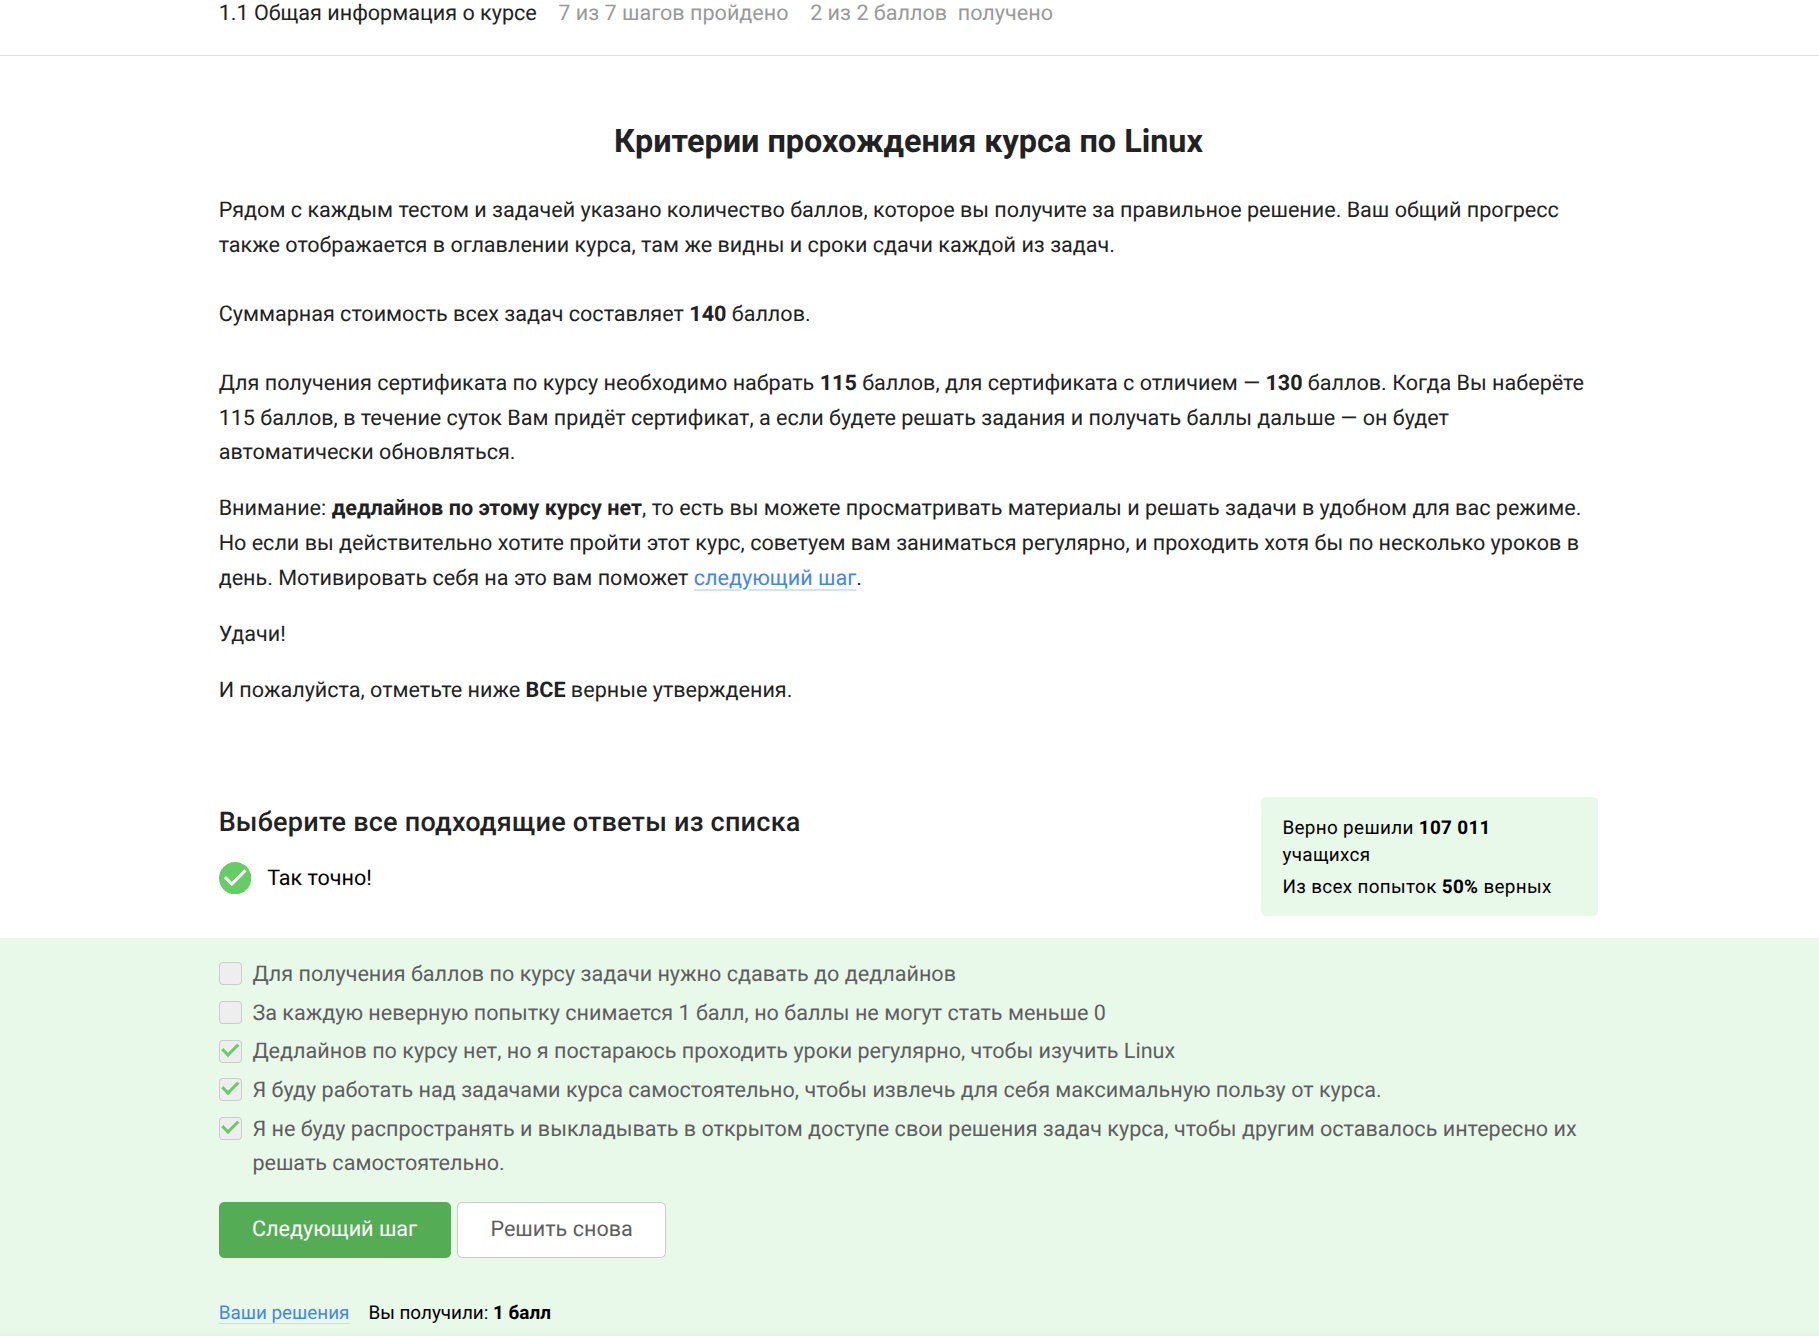 1.1 Общая информация о курсе 7 из 7 шагов пройдено 2 из 2 баллов получено
Критерии прохождения курса по Linux
Рядом с каждым тестом и задачей указано количество баллов, которое вы получите за правильное решение. Ваш общий прогресс
также отображается в оглавлении курса, там же видны и сроки сдачи каждой из задач.
Суммарная стоимость всех задач составляет 140 баллов.
Для получения сертификата по курсу необходимо набрать 115 баллов, для сертификата с отличием — 130 баллов. Когда Вы наберёте
115 баллов, в течение суток Вам придёт сертификат, а если будете решать задания и получать баллы дальше — он будет
автоматически обновляться.
Внимание: дедлайнов по этому курсу нет, то есть вы можете просматривать материалы и решать задачи в удобном для вас режиме.
Но если вы действительно хотите пройти этот курс, советуем вам заниматься регулярно, и проходить хотя бы по несколько уроков в
день. Мотивировать себя на это вам поможет следующий шаг.
Удачи!
И пожалуйста, отметьте ниже ВСЕ верные утверждения.
Выберите все подходящие ответы из списка
Так точно!
Верно решили 107 011
учащихся
Из всех попыток 50% верных
Для получения баллов по курсу задачи нужно сдавать до дедлайнов
За каждую неверную попытку снимается 1 балл, но баллы не могут стать меньше 0
Дедлайнов по курсу нет, но я постараюсь проходить уроки регулярно, чтобы изучить Linux
Я буду работать над задачами курса самостоятельно, чтобы извлечь для себя максимальную пользу от курса.
Я не буду распространять и выкладывать в открытом доступе свои решения задач курса, чтобы другим оставалось интересно их
решать самостоятельно.
Следующий шаг Решить снова
Ваши решения Вы получили: 1 балл